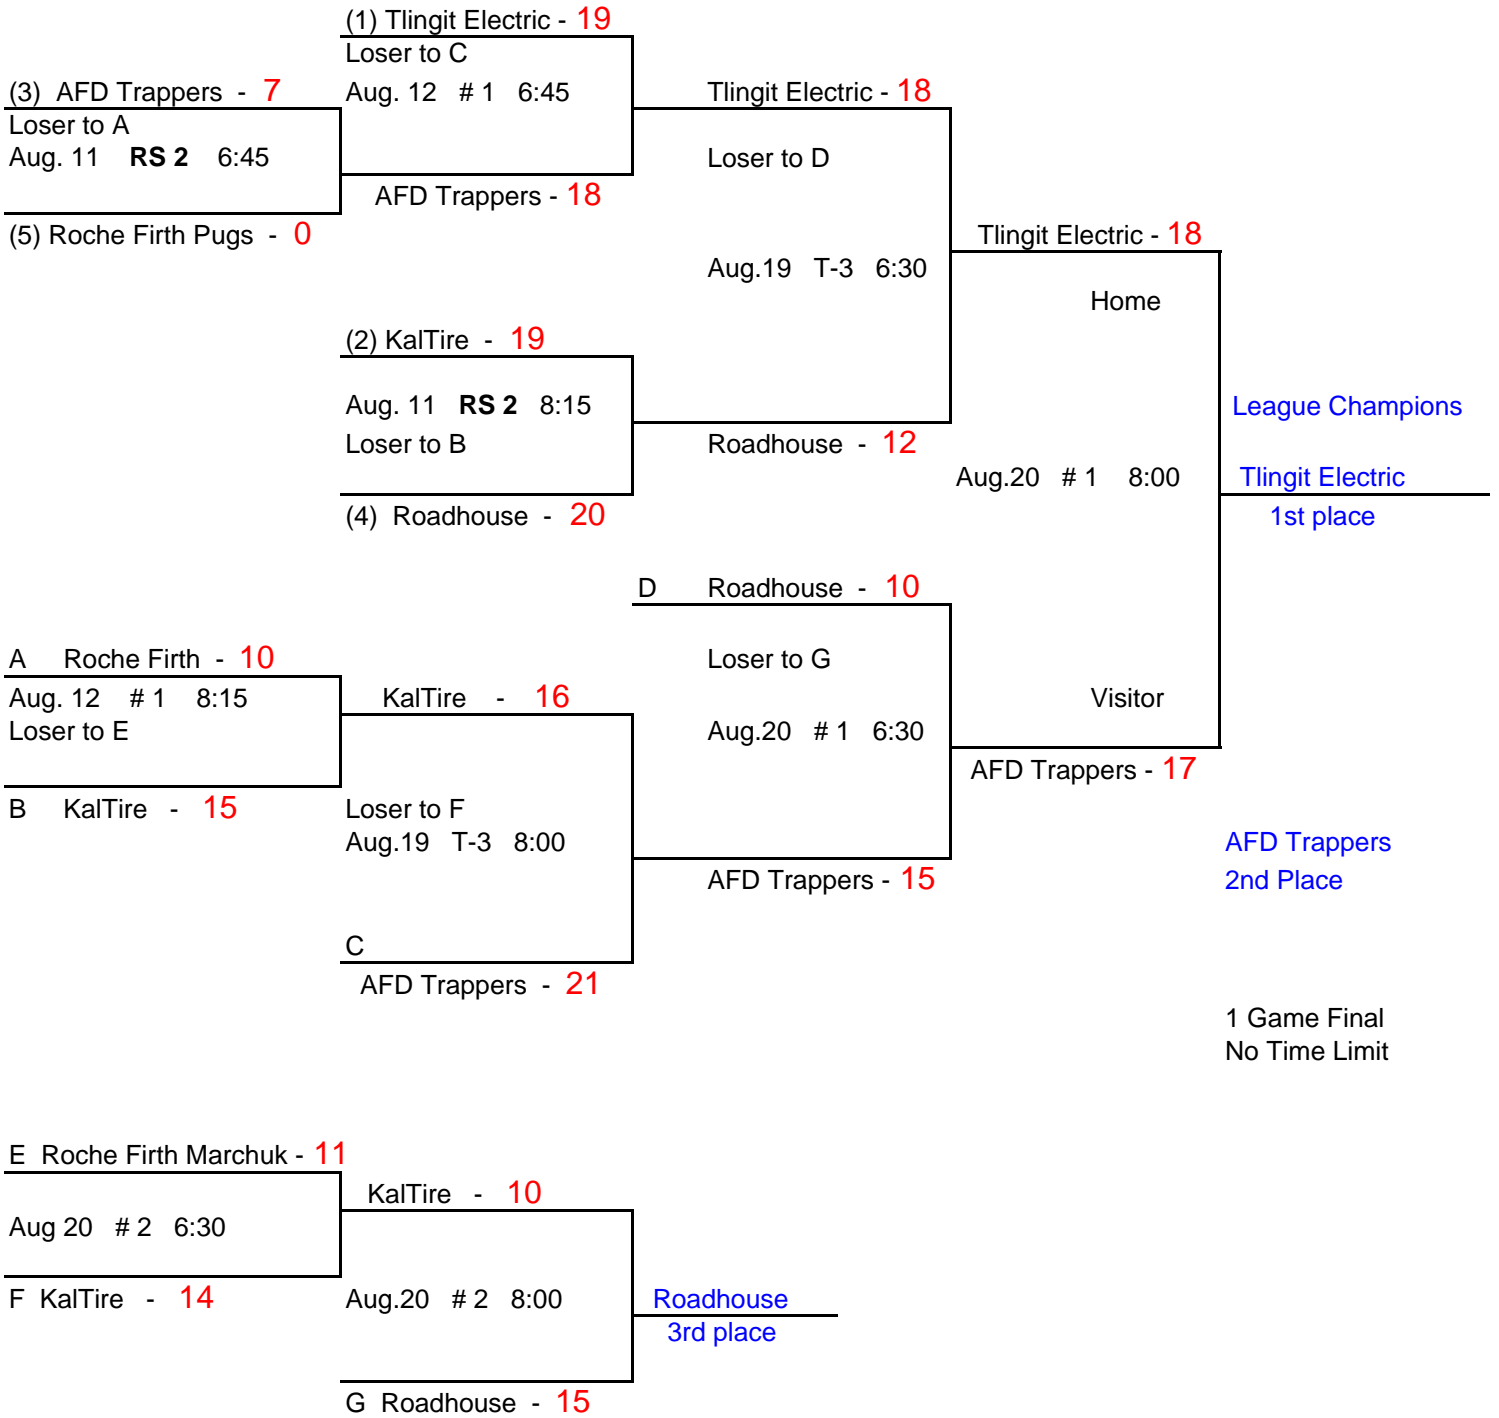 (1) Tlingit Electric - 19
Loser to C
(3) AFD Trappers - 7
Aug. 12 # 1 6:45
Tlingit Electric - 18
Loser to A
Aug. 11 RS 2 6:45
Loser to D
AFD Trappers - 18
(5) Roche Firth Pugs - 0
Tlingit Electric - 18
Aug.19 T-3 6:30
Home
(2) KalTire - 19
Aug. 11 RS 2 8:15
League Champions
Loser to B
Roadhouse - 12
Aug.20 # 1 8:00
Tlingit Electric
(4) Roadhouse - 20
1st place
D Roadhouse - 10
A Roche Firth - 10
Loser to G
Aug. 12 # 1 8:15
KalTire - 16
Visitor
Loser to E
Aug.20 # 1 6:30
AFD Trappers - 17
B KalTire - 15
Loser to F
Aug.19 T-3 8:00
AFD Trappers
AFD Trappers - 15
2nd Place
C
AFD Trappers - 21
1 Game Final
No Time Limit
E Roche Firth Marchuk - 11
KalTire - 10
Aug 20 # 2 6:30
F KalTire - 14
Aug.20 # 2 8:00
Roadhouse
3rd place
G Roadhouse - 15